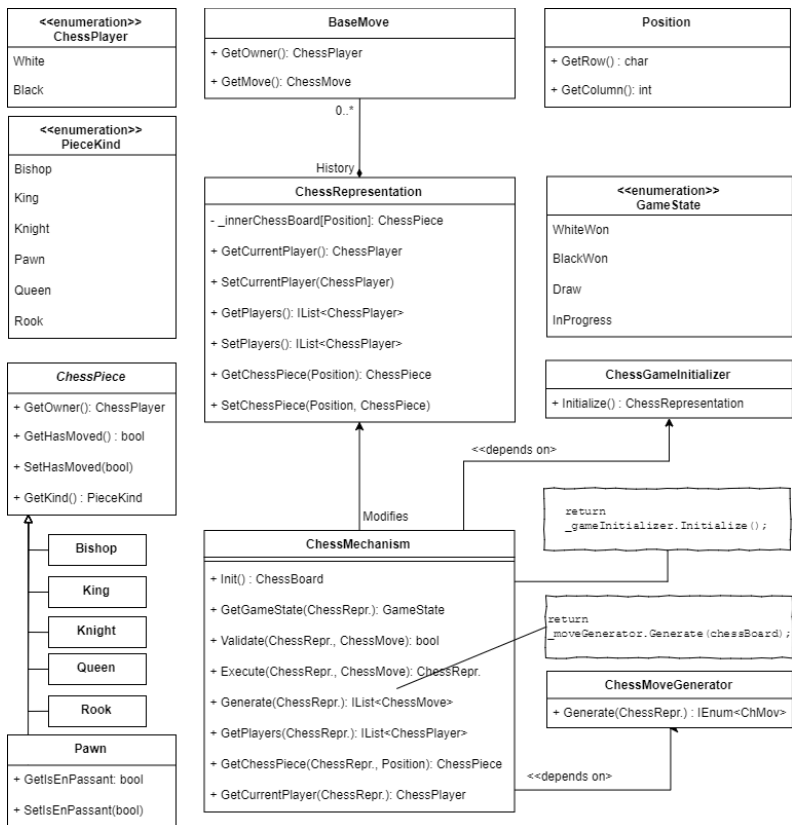 <<enumeration>>
ChessPlayer
White
Black
<<enumeration>>
PieceKind
Bishop
King
Knight
Pawn
Queen
Rook
ChessPiece
+ GetOwner(): ChessPlayer
+ GetHasMoved() : bool
+ SetHasMoved(bool)
+ GetKind() : PieceKind
Bishop
King
Knight
Queen
Rook
Pawn
+ GetIsEnPassant: bool
+ SetIsEnPassant(bool)
BaseMove
+ GetOwner(): ChessPlayer
+ GetMove(): ChessMove
0..*
History
ChessRepresentation
- _innerChessBoard[Position]: ChessPiece
+ GetCurrentPlayer(): ChessPlayer
+ SetCurrentPlayer(ChessPlayer)
+ GetPlayers(): IList<ChessPlayer>
+ SetPlayers(): IList<ChessPlayer>
+ GetChessPiece(Position): ChessPiece
+ SetChessPiece(Position, ChessPiece)
Modifies
ChessMechanism
+ Init() : ChessBoard
+ GetGameState(ChessRepr.): GameState
+ Validate(ChessRepr., ChessMove): bool
+ Execute(ChessRepr., ChessMove): ChessRepr.
+ Generate(ChessRepr.): IList<ChessMove>
+ GetPlayers(ChessRepr.): IList<ChessPlayer>
+ GetChessPiece(ChessRepr., Position): ChessPiece
+ GetCurrentPlayer(ChessRepr.): ChessPlayer
Position
+ GetRow() : char
+ GetColumn(): int
<<enumeration>>
GameState
WhiteWon
BlackWon
Draw
InProgress
ChessGameInitializer
+ Initialize() : ChessRepresentation
<<depends on>
return
_gameInitializer.Initialize();
return
_moveGenerator.Generate(chessBoard);
ChessMoveGenerator
+ Generate(ChessRepr.) : IEnum<ChMov>
<<depends on>